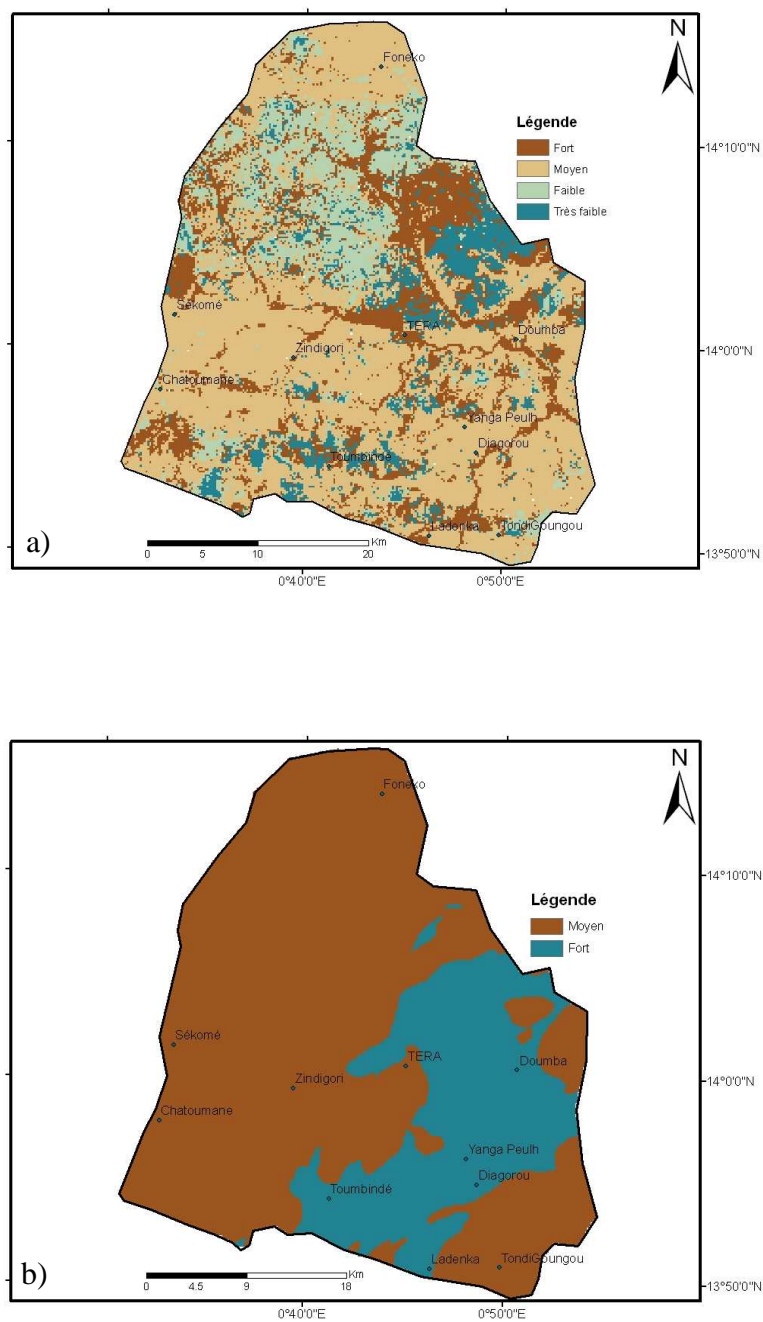 N
Foneko
Légende
Fort
Moyen
Faible
Très faible
14°10'0"N
Sékomé
TERA
Doumba
Zindigori
14°0'0"N
Chatoumane
Yanga Peulh
Diagorou
Toumbindé
Ladenka
TondiGoungou
a)
Km
0 5 10 20
13°50'0"N
0°40'0"E 0°50'0"E
N
Foneko
14°10'0"N
Légende
Moyen
Fort
Sékomé
TERA
Doumba
Zindigori
14°0'0"N
Chatoumane
Yanga Peulh
Diagorou
Toumbindé
Ladenka
TondiGoungou
b)
Km
0 4.5 9 18
13°50'0"N
0°40'0"E 0°50'0"E